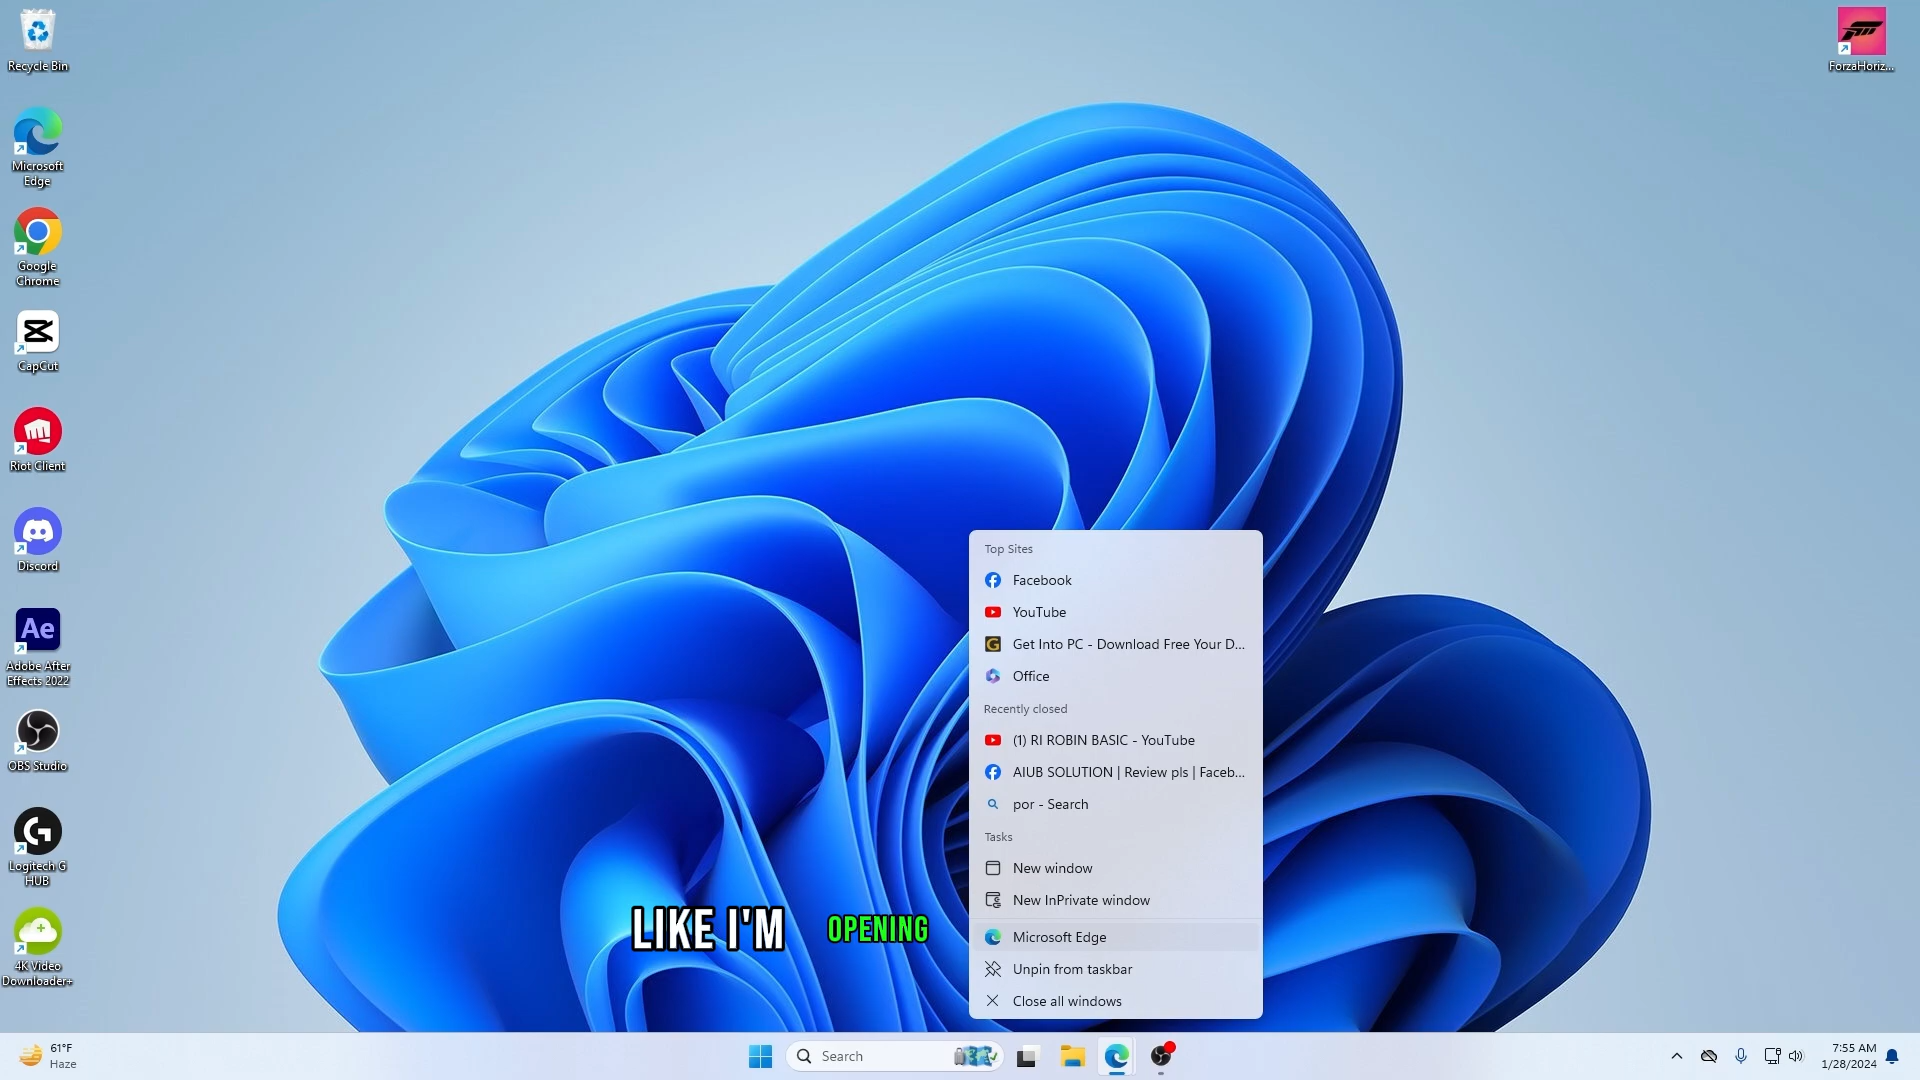 Recycle Bin
Microsoft
Edge
Google
Chrome
CapCut
Riot Client
Discord
Ae
Adobe After
Effects 2022
OBS Studio
Logitech G
HUB
4K Video
Downloader+
ForzaHoriz...
Top Sites
Facebook
YouTube
Get Into PC - Download Free Your D...
Office
Recently closed
(1) RI ROBIN BASIC - YouTube
AIUB SOLUTION | Review pls | Faceb...
por - Search
Tasks
New window
New InPrivate window
Microsoft Edge
Unpin from taskbar
Close all windows
LIKE I'M OPENING
61°F
Haze
Search
7:55 AM
1/28/2024